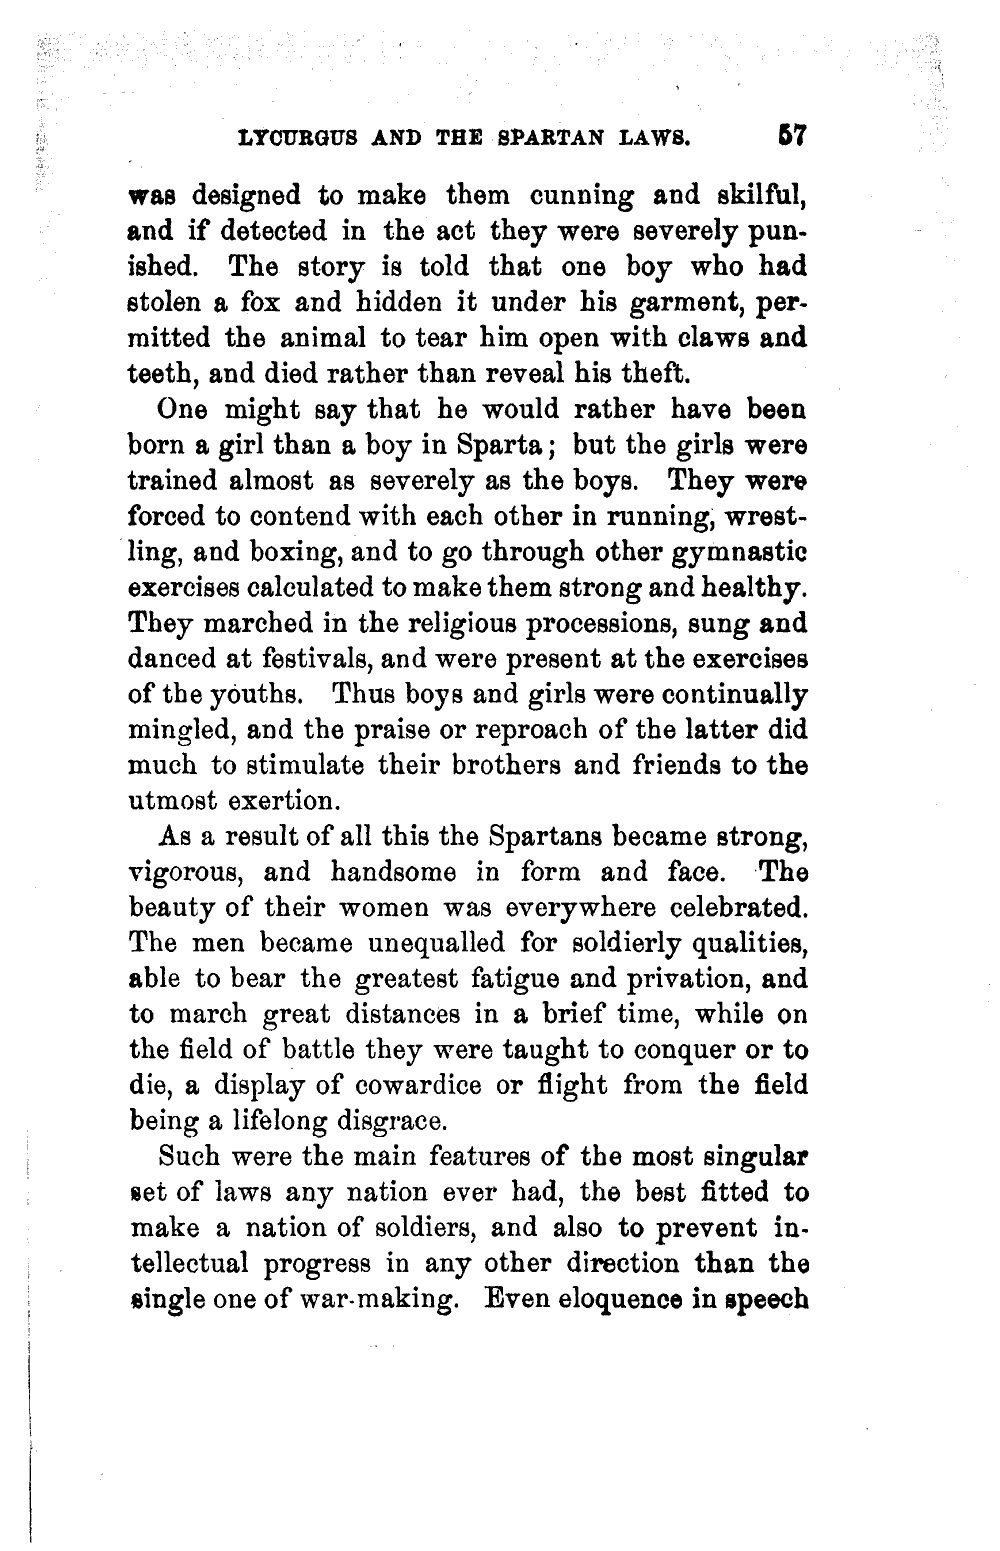 LYCURGUS AND THE SPARTAN LAWS. 57
was designed to make them cunning and skilful,
and if detected in the act they were severely pun-
ished. The story is told that one boy who had
stolen a fox and hidden it under his garment, per-
mitted the animal to tear him open with claws and
teeth, and died rather than reveal his theft.
One might say that he would rather have been
born a girl than a boy in Sparta; but the girls were
trained almost as severely as the boys. They were
forced to contend with each other in running, wrest-
ling, and boxing, and to go through other gymnastic
exercises calculated to make them strong and healthy.
They marched in the religious processions, sung and
danced at festivals, and were present at the exercises
of the youths. Thus boys and girls were continually
mingled, and the praise or reproach of the latter did
much to stimulate their brothers and friends to the
utmost exertion.
As a result of all this the Spartans became strong,
vigorous, and handsome in form and face. The
beauty of their women was everywhere celebrated.
The men became unequalled for soldierly qualities,
able to bear the greatest fatigue and privation, and
to march great distances in a brief time, while on
the field of battle they were taught to conquer or to
die, a display of cowardice or flight from the field
being a lifelong disgrace.
Such were the main features of the most singular
set of laws any nation ever had, the best fitted to
make a nation of soldiers, and also to prevent in-
tellectual progress in any other direction than the
single one of war-making. Even eloquence in speech